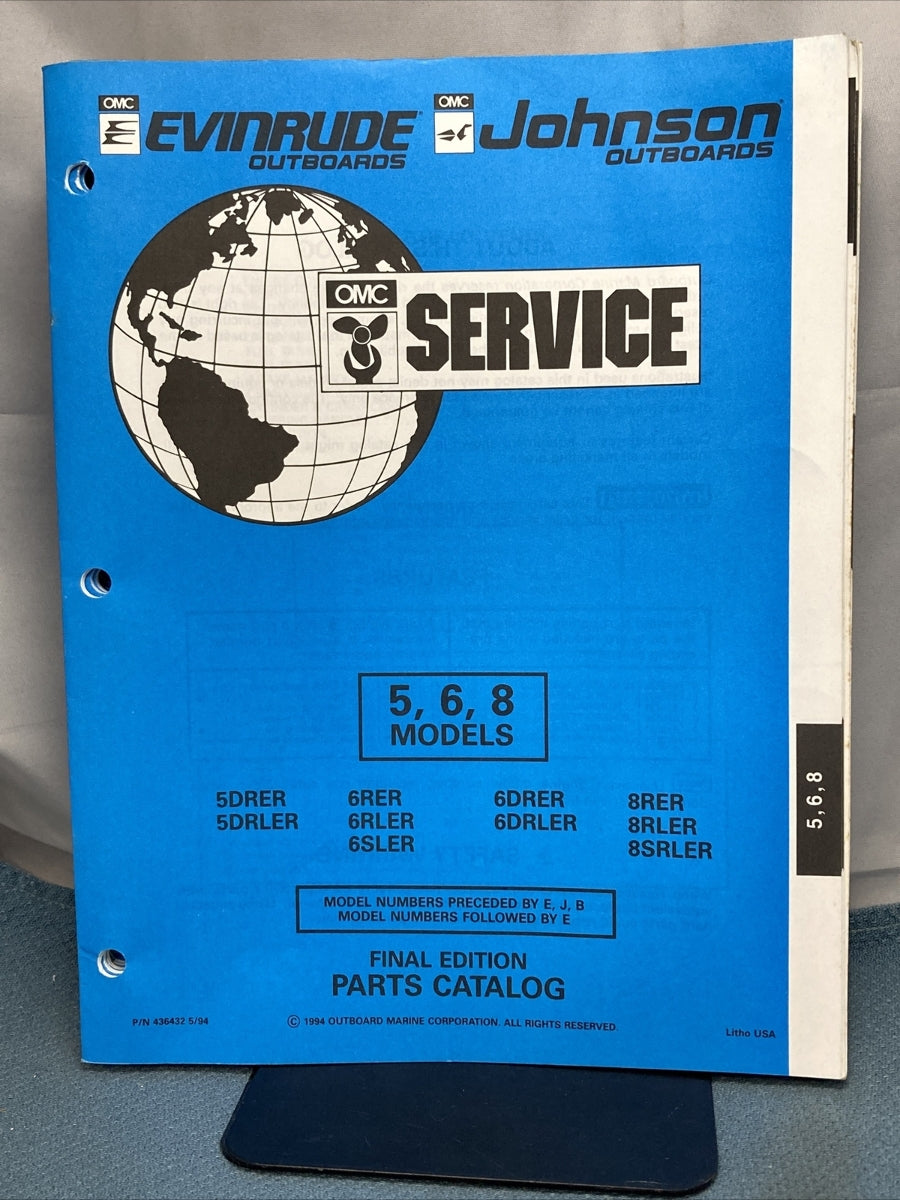 OMC
EVINRUDE
OUTBOARDS
OMC
Johnson
OUTBOARDS
OMC
SERVICE
5, 6, 8
MODELS
5DRER 6RER 6DRER 8RER
5DRLER 6RLER 6DRLER 8RLER
6SLER 8SRLER
MODEL NUMBERS PRECEDED BY E, J, B
MODEL NUMBERS FOLLOWED BY E
FINAL EDITION
PARTS CATALOG
P/N 436432 5/94
© 1994 OUTBOARD MARINE CORPORATION. ALL RIGHTS RESERVED.
Litho USA
5,6,8